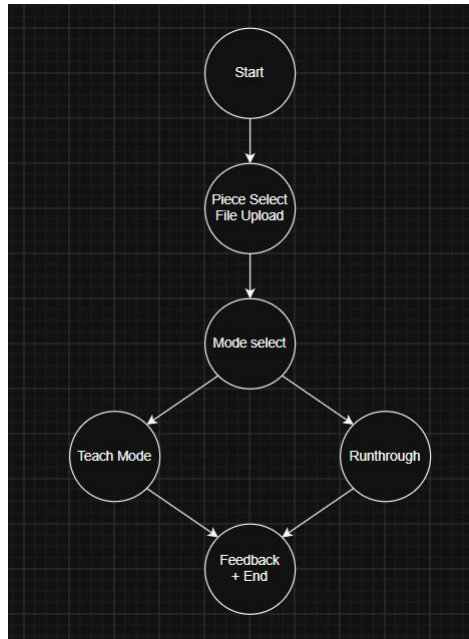 Start
Piece Select
File Upload
Mode select
Teach Mode
Runthrough
Feedback
+ End